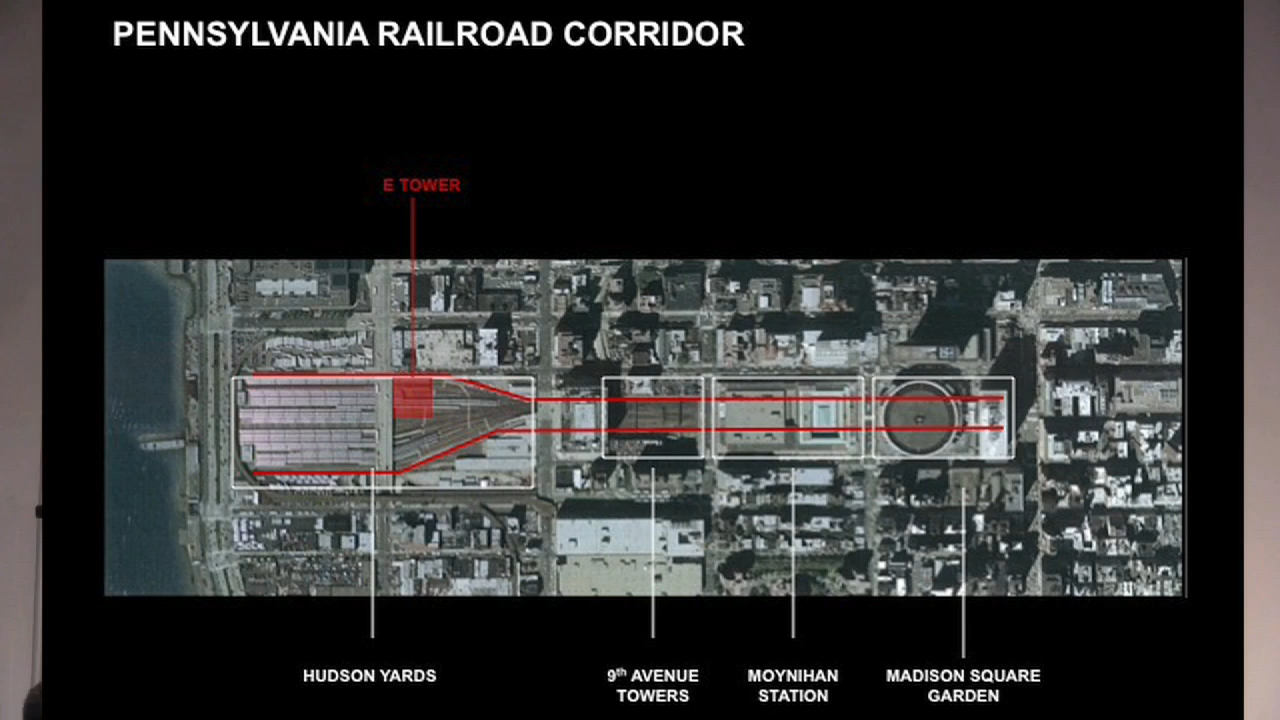 PENNSYLVANIA RAILROAD CORRIDOR
E TOWER
HUDSON YARDS
9th AVENUE
TOWERS
MOYNIHAN
STATION
MADISON SQUARE
GARDEN